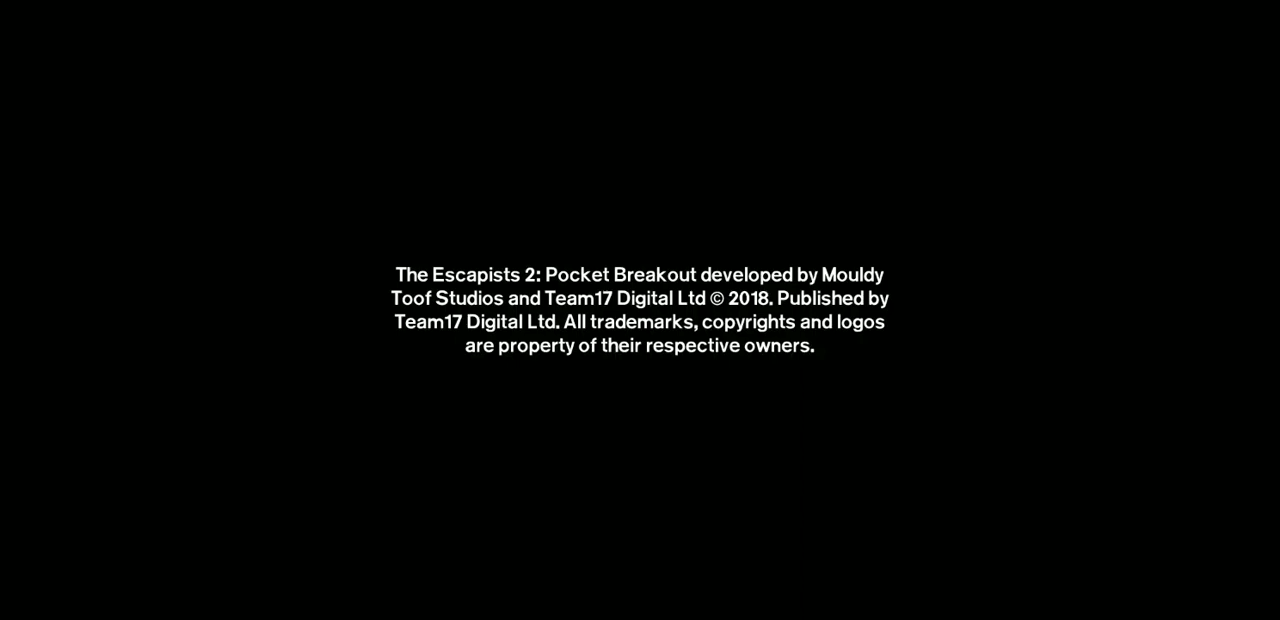 The Escapists 2: Pocket Breakout developed by Mouldy
Toof Studios and Team17 Digital Ltd © 2018. Published by
Team17 Digital Ltd. All trademarks, copyrights and logos
are property of their respective owners.